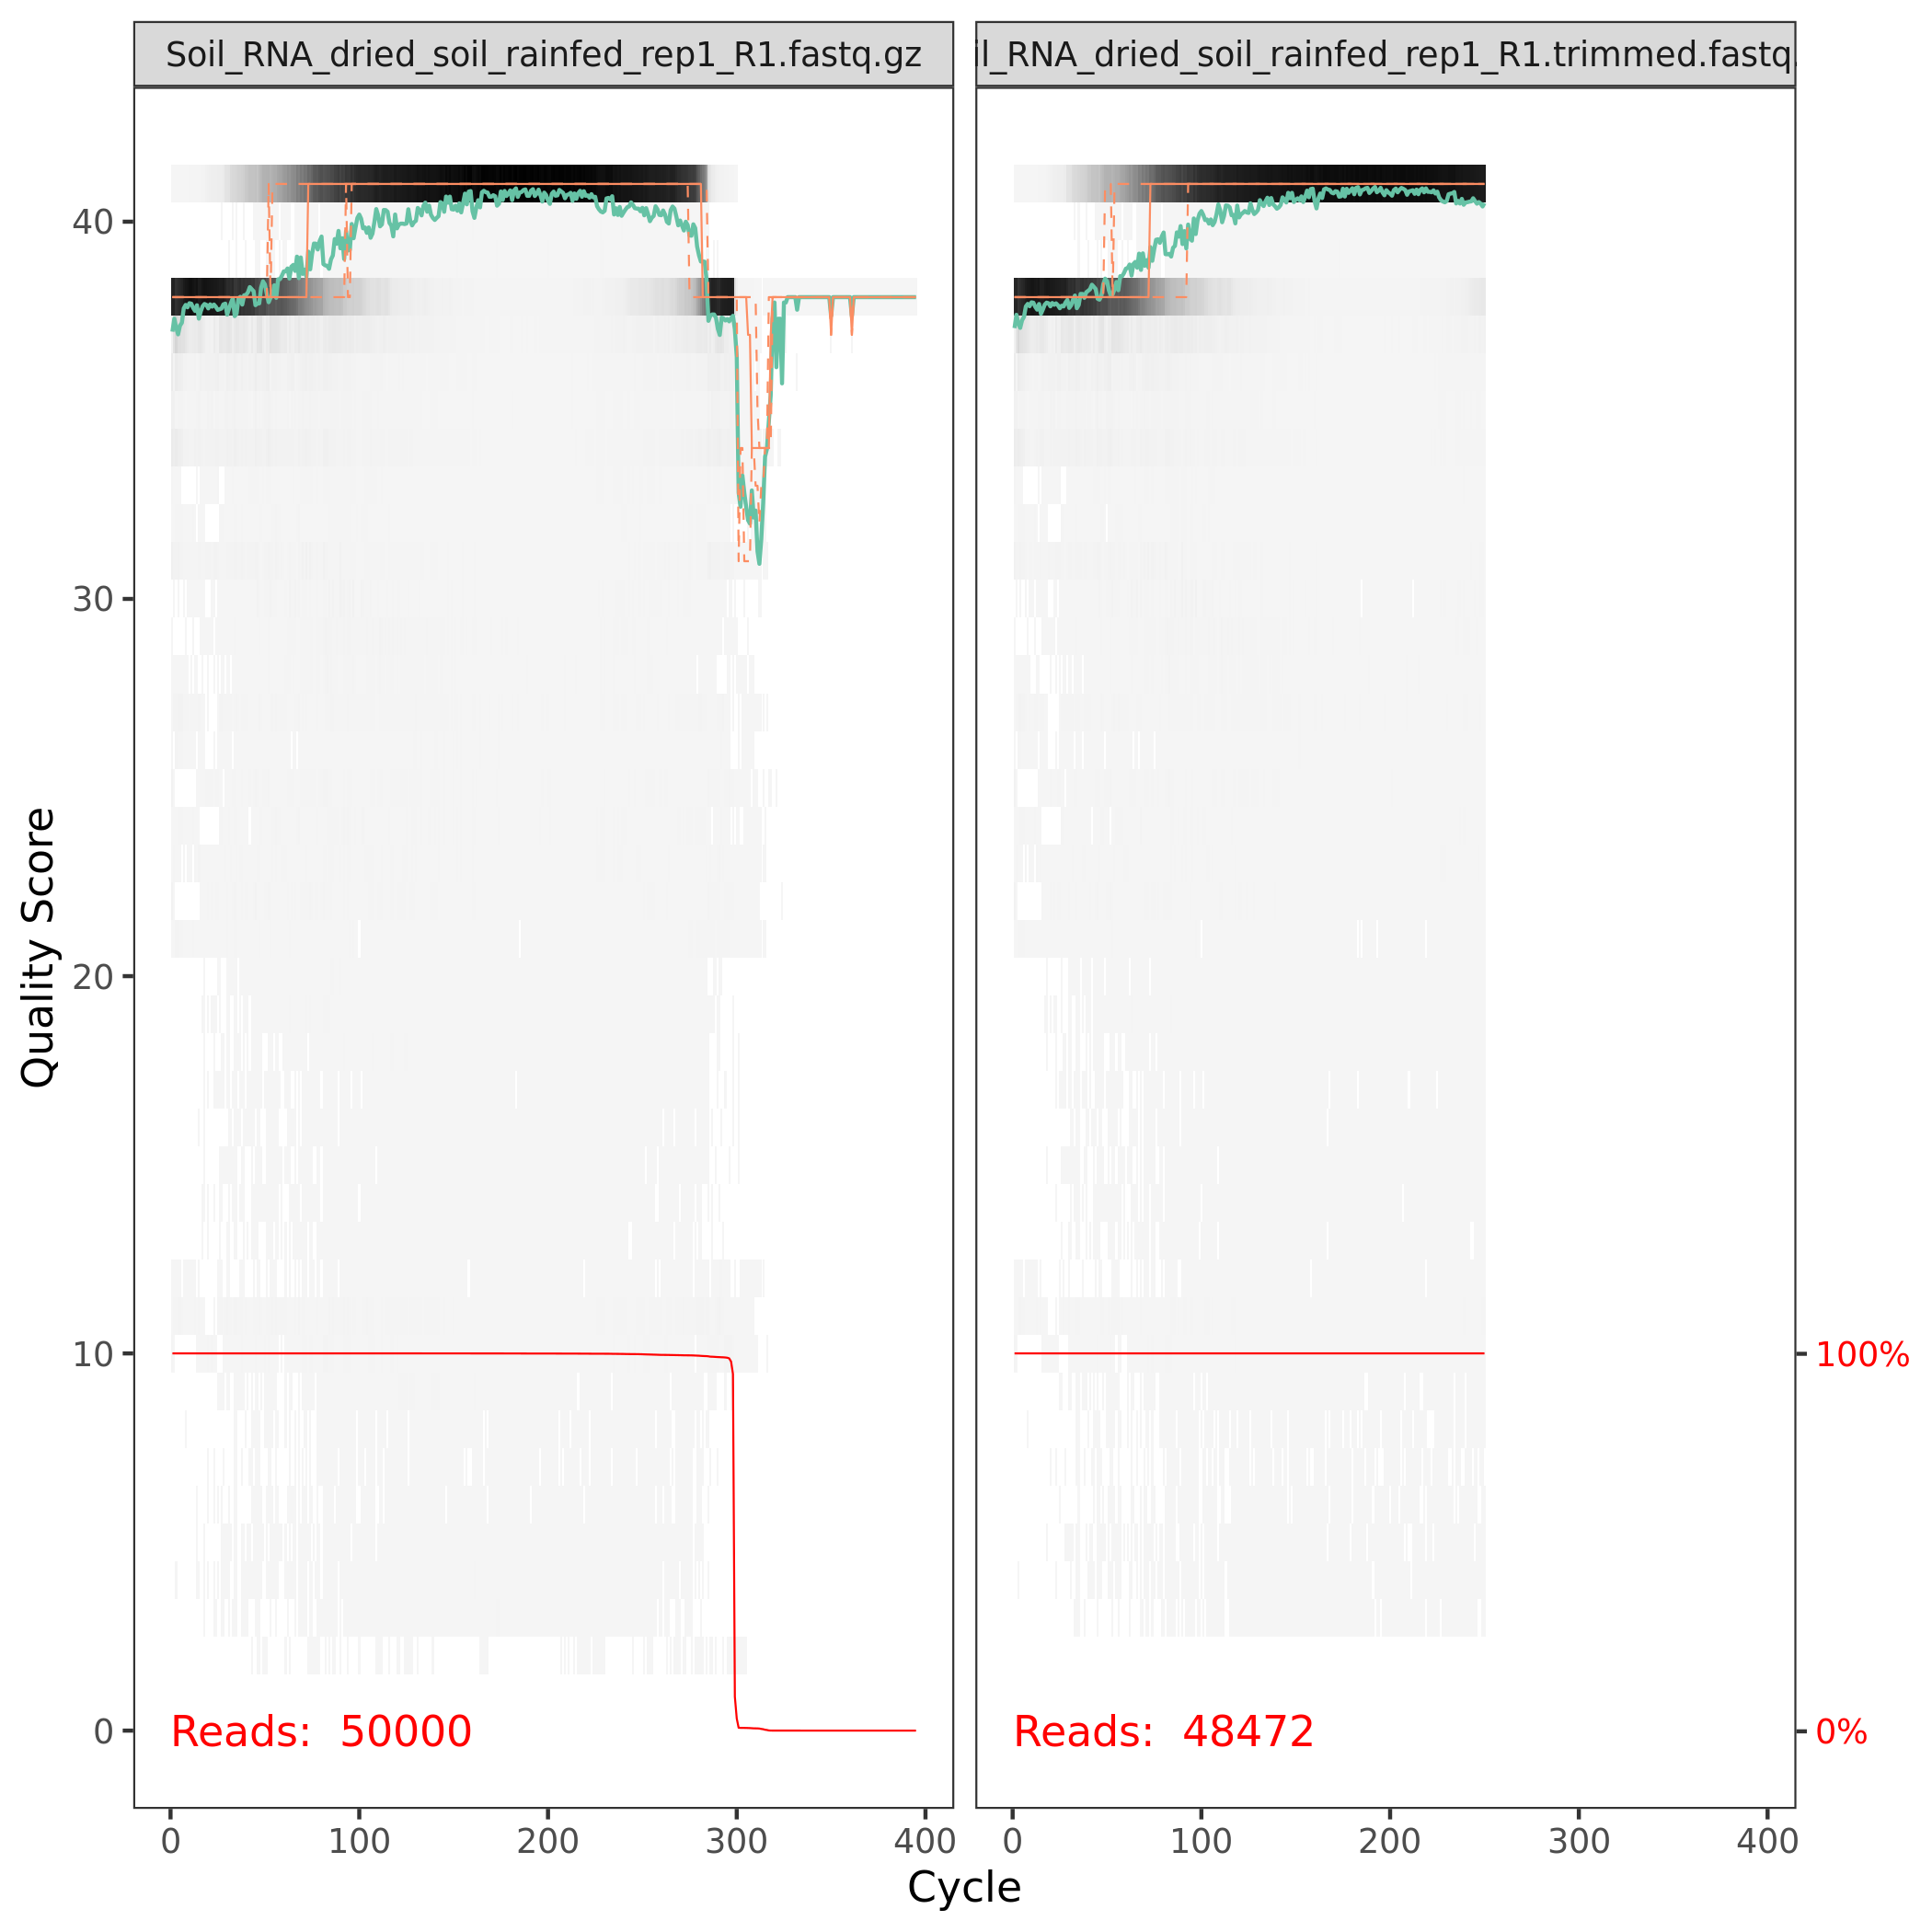 Soil_RNA_dried_soil_rainfed_rep1_R1.fastq.gz
il_RNA_dried_soil_rainfed_rep1_R1.trimmed.fastq.
Quality Score
40
30
20
10
0
Reads: 50000
Reads: 48472
100%
0%
0 100 200 300 400
0 100 200 300 400
Cycle